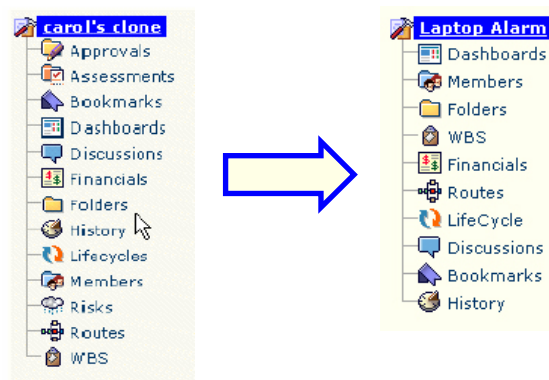 carol's clone
Approvals
Assessments
Bookmarks
Dashboards
Discussions
Financials
Folders
History
Lifecycles
Members
Risks
Routes
WBS
Laptop Alarm
Dashboards
Members
Folders
WBS
Financials
Routes
LifeCycle
Discussions
Bookmarks
History